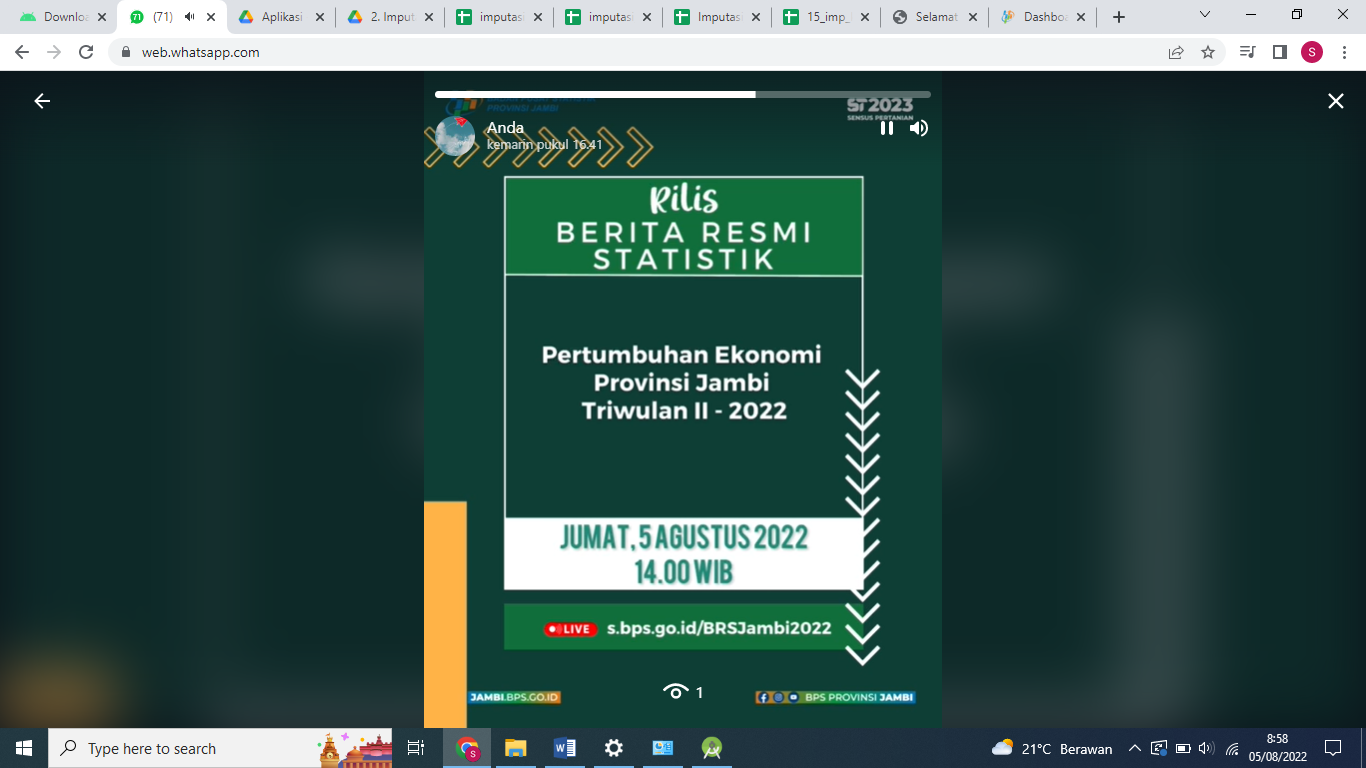 Downloa
(71)
Aplikasi
2. Imput
imputas
imputas
Imputas
15_imp_
Selamat
Dashboa
web.whatsapp.com
S
PROVINSI JAMBI
ST2023
SENSUS PERTANIAN
Anda
kemarin pukul 16.41
Rilis
BERITA RESMI
STATISTIK
Pertumbuhan Ekonomi
Provinsi Jambi
Triwulan II - 2022
JUMAT, 5 AGUSTUS 2022
14.00 WIB
LIVE s.bps.go.id/BRSJambi2022
1
JAMBI.BPS.GO.ID
BPS PROVINSI JAMBI
Type here to search
21°C Berawan
8:58
05/08/2022